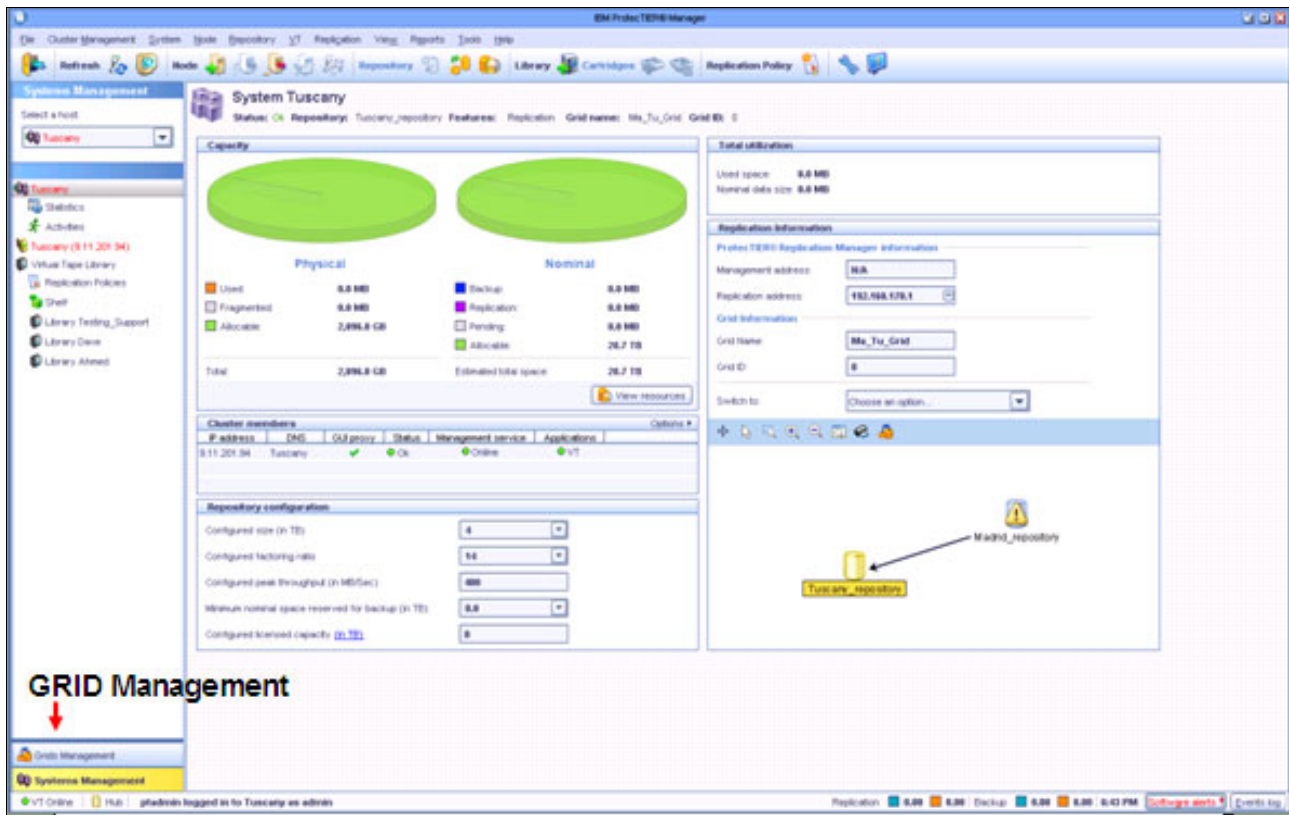 IBM ProtecTIER® Manager
File Cluster Management System Node Repository VT Replication View Reports Tools Help
Refresh Node Repository Library Cartridges Replication Policy
Systems Management
Select a host
Tuscany
Tuscany
Statistics
Activities
Tuscany (9.11.201.94)
Virtual Tape Library
Replication Policies
Shelf
Library Testing_Support
Library Dave
Library Ahmed
System Tuscany
Status: Ok Repository: Tuscany_repository Features: Replication Grid name: Ma_Tu_Grid Grid ID: 0
Capacity
Physical
Used: 0.0 MB
Fragmented: 0.0 MB
Allocable: 2,096.0 GB
Total: 2,096.0 GB
Nominal
Backup: 0.0 MB
Replication: 0.0 MB
Pending: 0.0 MB
Allocable: 28.7 TB
Estimated total space: 28.7 TB
View resources
Cluster members Options
IP address DNS GUI proxy Status Management service Applications
9.11.201.94 Tuscany Ok Online VT
Repository configuration
Configured size (in TB) 4
Configured factoring ratio 14
Configured peak throughput (in MB/Sec) 400
Minimum nominal space reserved for backup (in TB) 0.0
Configured licensed capacity (in TB) 0
Total utilization
Used space: 0.0 MB
Nominal data size: 0.0 MB
Replication Information
ProtecTIER® Replication Manager information
Management address: N/A
Replication address: 192.168.170.1
Grid Information
Grid Name: Ma_Tu_Grid
Grid ID: 0
Switch to: Choose an option...
Madrid_repository
Tuscany_repository
GRID Management
Grids Management
Systems Management
VT Online Hub ptadmin logged in to Tuscany as admin
Replication 0.00 0.00 Backup 0.00 0.00 8:43 PM Software alerts Events log